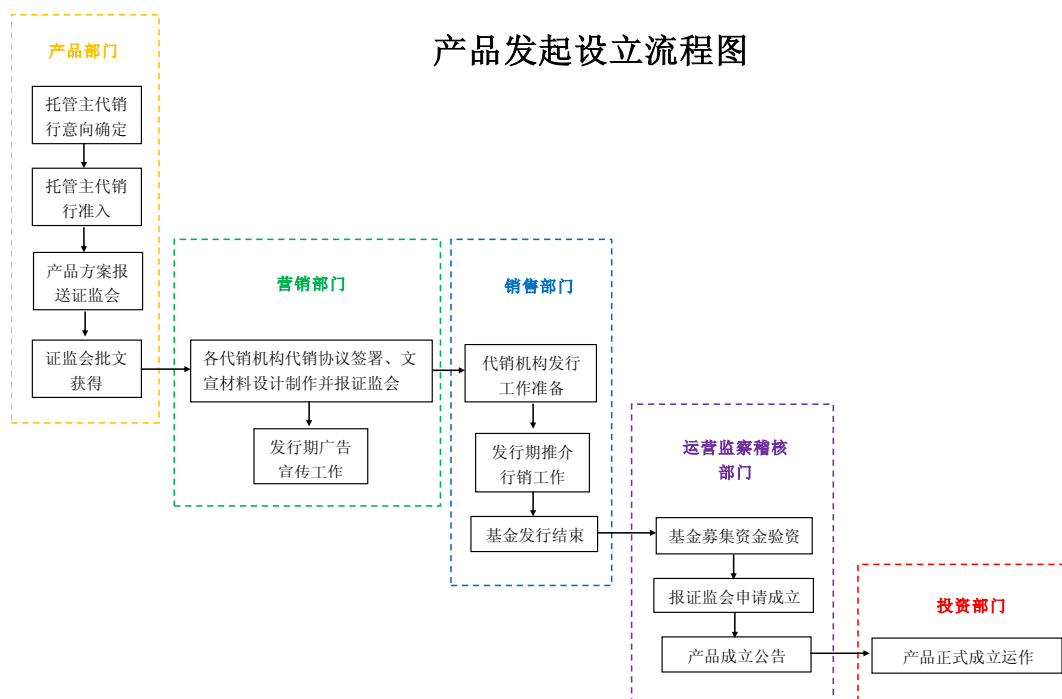 产品发起设立流程图
产品部门
托管主代销
行意向确定
托管主代销
行准入
产品方案报
送证监会
证监会批文
获得
营销部门
各代销机构代销协议签署、文
宣材料设计制作并报证监会
发行期广告
宣传工作
销售部门
代销机构发行
工作准备
发行期推介
行销工作
基金发行结束
运营监察稽核
部门
基金募集资金验资
报证监会申请成立
产品成立公告
投资部门
产品正式成立运作